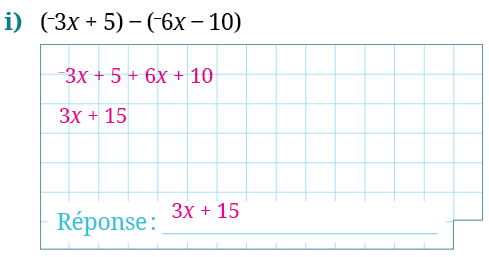 i) (⁻3x + 5) – (⁻6x – 10)
⁻3x + 5 + 6x + 10
3x + 15
Réponse : 3x + 15